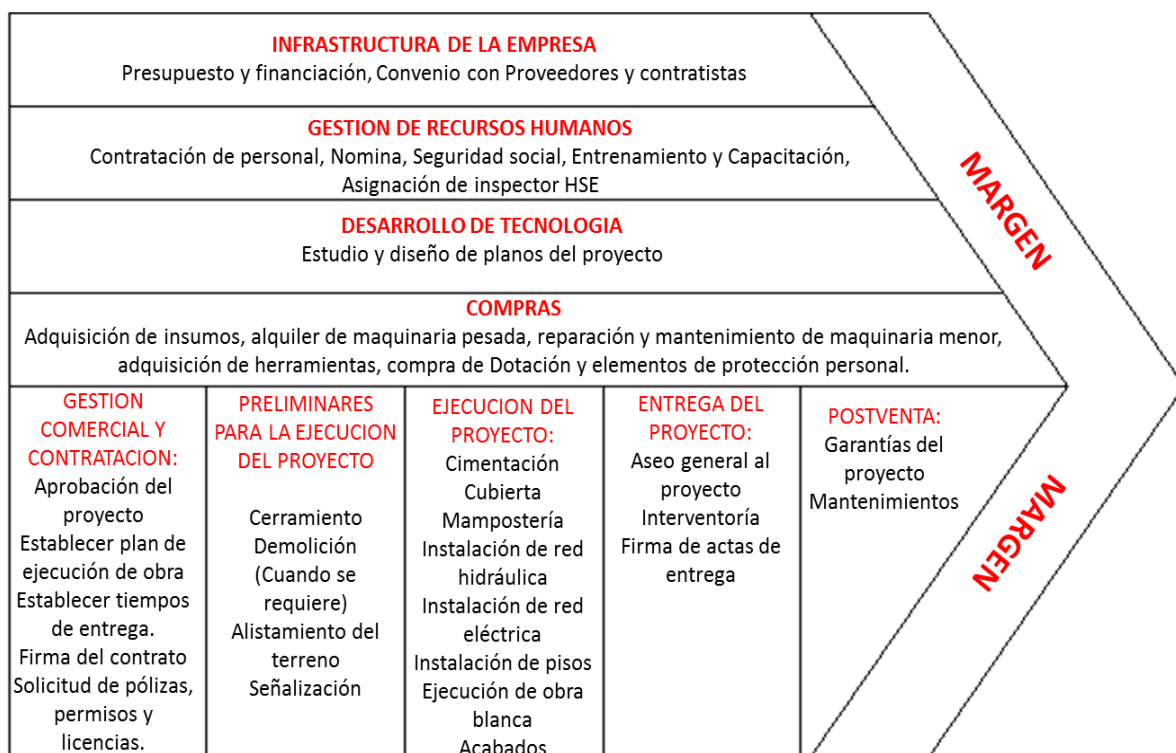 INFRASTRUCTURA DE LA EMPRESA
Presupuesto y financiación, Convenio con Proveedores y contratistas
GESTION DE RECURSOS HUMANOS
Contratación de personal, Nomina, Seguridad social, Entrenamiento y Capacitación,
Asignación de inspector HSE
DESARROLLO DE TECNOLOGIA
Estudio y diseño de planos del proyecto
COMPRAS
Adquisición de insumos, alquiler de maquinaria pesada, reparación y mantenimiento de maquinaria menor,
adquisición de herramientas, compra de Dotación y elementos de protección personal.
MARGEN
GESTION
COMERCIAL Y
CONTRATACION:
Aprobación del
proyecto
Establecer plan de
ejecución de obra
Establecer tiempos
de entrega.
Firma del contrato
Solicitud de pólizas,
permisos y
licencias.
PRELIMINARES
PARA LA EJECUCION
DEL PROYECTO
Cerramiento
Demolición
(Cuando se
requiere)
Alistamiento del
terreno
Señalización
EJECUCION DEL
PROYECTO:
Cimentación
Cubierta
Mampostería
Instalación de red
hidráulica
Instalación de red
eléctrica
Instalación de pisos
Ejecución de obra
blanca
Acabados
ENTREGA DEL
PROYECTO:
Aseo general al
proyecto
Interventoría
Firma de actas de
entrega
POSTVENTA:
Garantías del
proyecto
Mantenimientos
MARGEN